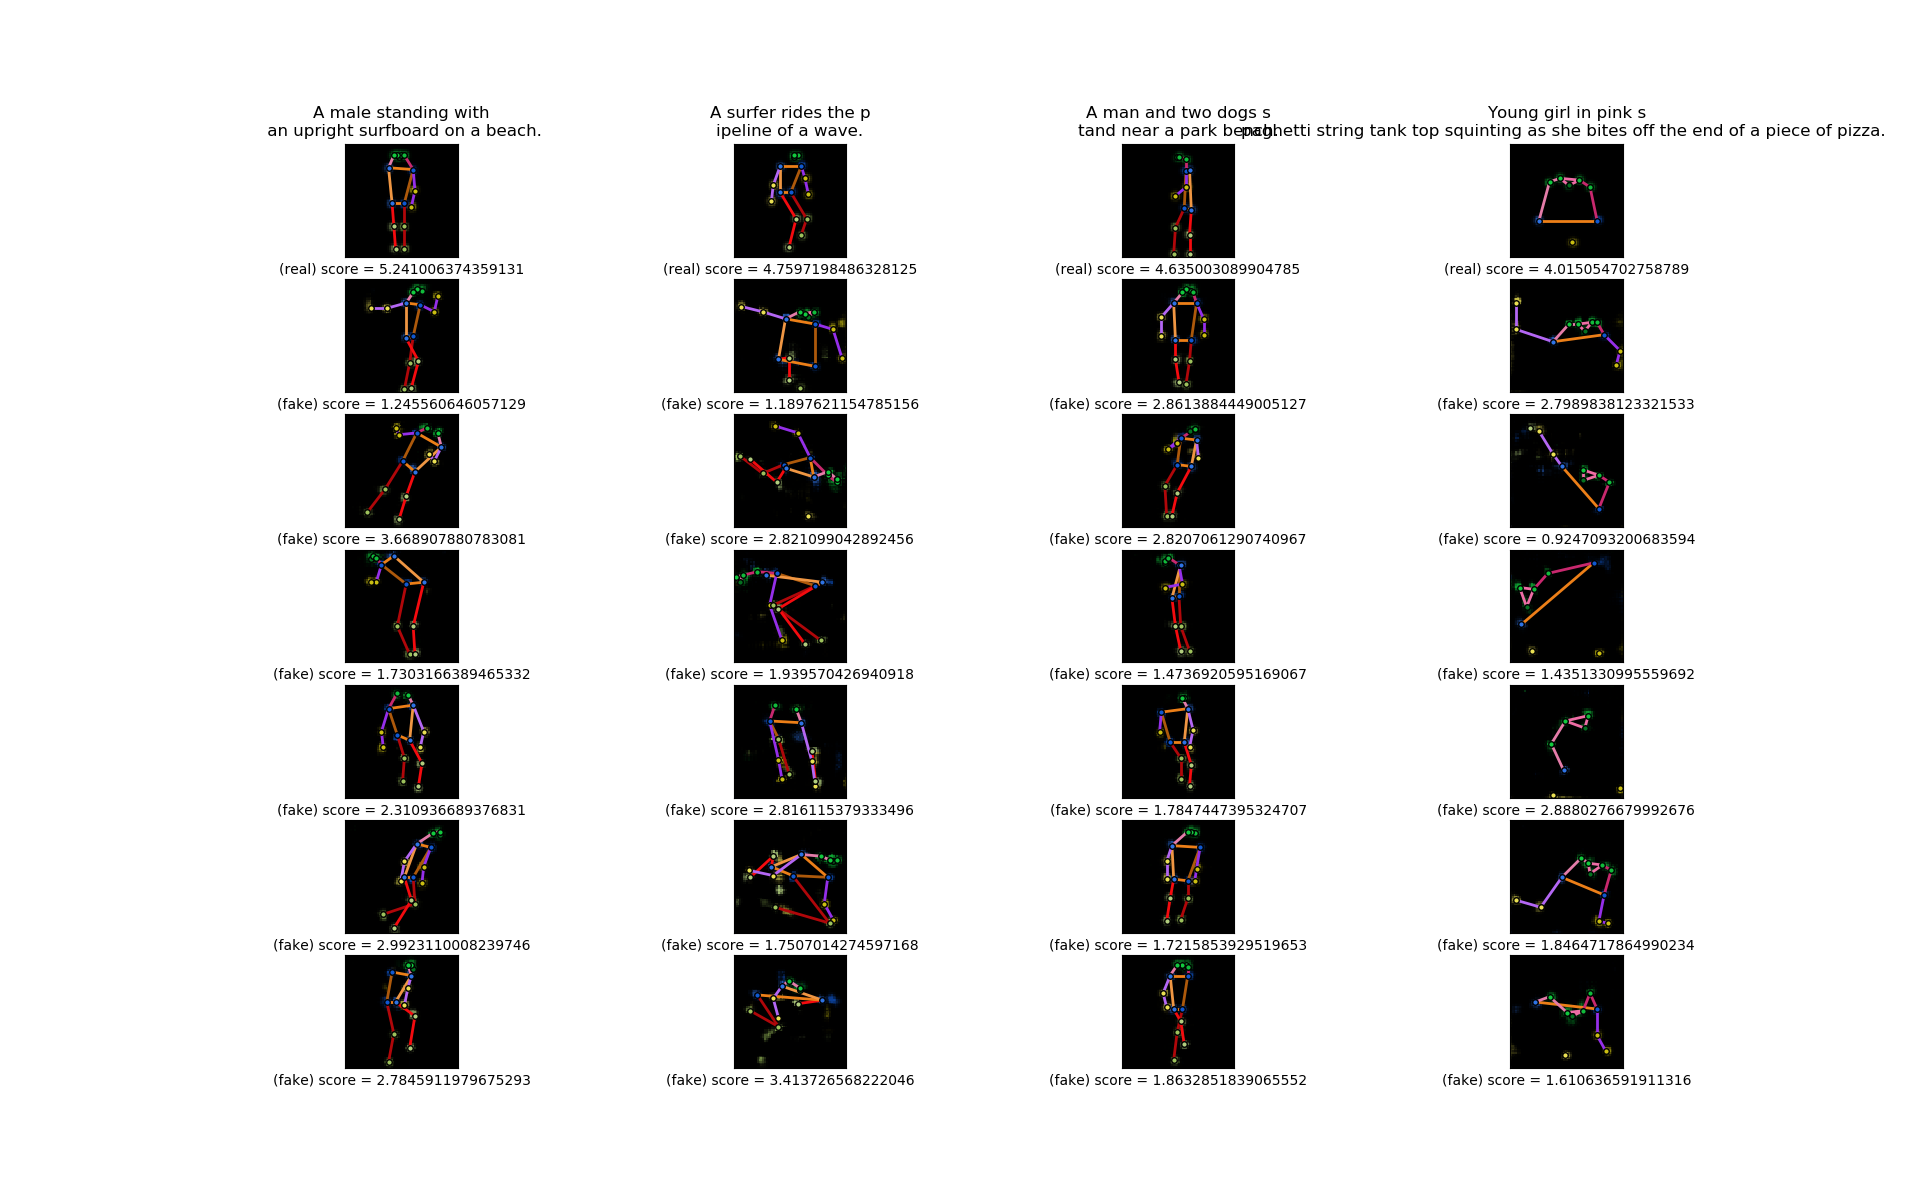 A male standing with
an upright surfboard on a beach.
A surfer rides the p
ipeline of a wave.
A man and two dogs s
tand near a park bench.
Young girl in pink s
paghetti string tank top squinting as she bites off the end of a piece of pizza.
(real) score = 5.241006374359131
(real) score = 4.7597198486328125
(real) score = 4.635003089904785
(real) score = 4.015054702758789
(fake) score = 1.245560646057129
(fake) score = 1.1897621154785156
(fake) score = 2.8613884449005127
(fake) score = 2.7989838123321533
(fake) score = 3.668907880783081
(fake) score = 2.821099042892456
(fake) score = 2.8207061290740967
(fake) score = 0.9247093200683594
(fake) score = 1.7303166389465332
(fake) score = 1.939570426940918
(fake) score = 1.4736920595169067
(fake) score = 1.4351330995559692
(fake) score = 2.310936689376831
(fake) score = 2.816115379333496
(fake) score = 1.7847447395324707
(fake) score = 2.8880276679992676
(fake) score = 2.9923110008239746
(fake) score = 1.7507014274597168
(fake) score = 1.7215853929519653
(fake) score = 1.8464717864990234
(fake) score = 2.7845911979675293
(fake) score = 3.413726568222046
(fake) score = 1.8632851839065552
(fake) score = 1.610636591911316